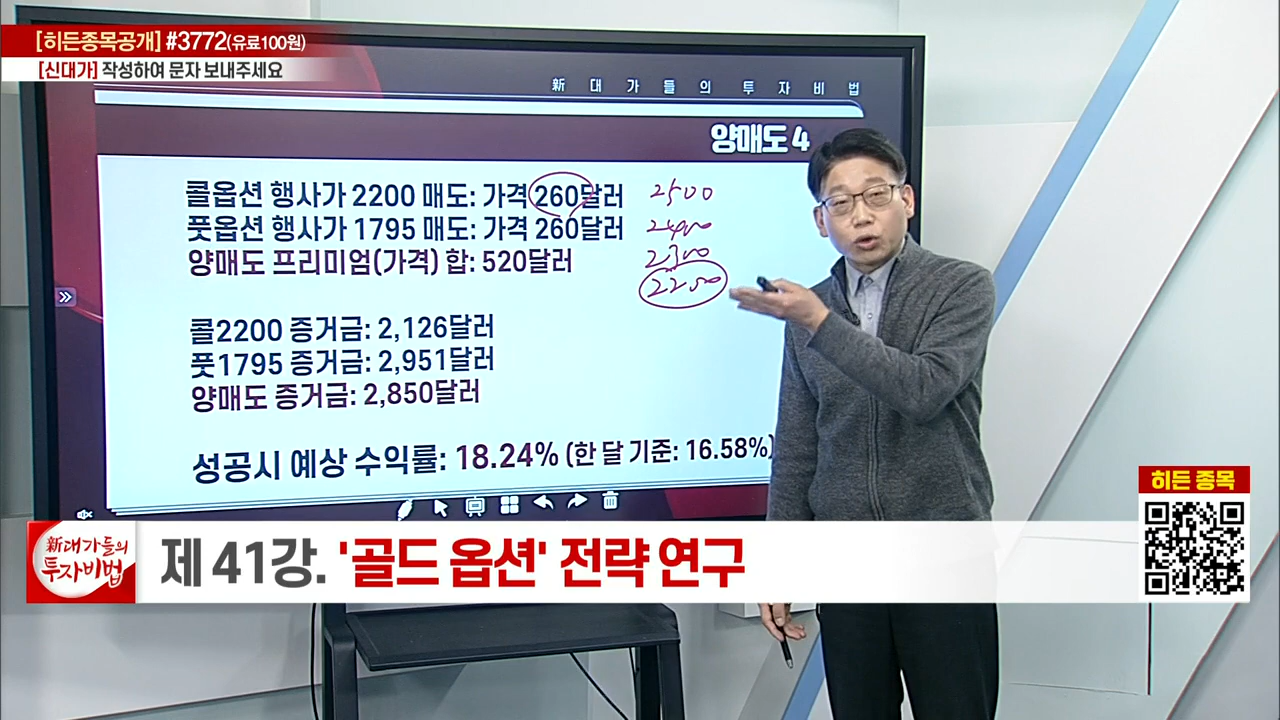 [히든종목공개] #3772(유료100원)
[신대가] 작성하여 문자 보내주세요
新 대 가 들 의 투 자 비 법
양매도 4
콜옵션 행사가 2200 매도: 가격 260달러
풋옵션 행사가 1795 매도: 가격 260달러
양매도 프리미엄(가격) 합: 520달러
2500
2400
2300
2250
콜2200 증거금: 2,126달러
풋1795 증거금: 2,951달러
양매도 증거금: 2,850달러
성공시 예상 수익률: 18.24% (한 달 기준: 16.58%)
히든 종목
新대가들의
투자비법
제 41강. '골드 옵션' 전략 연구